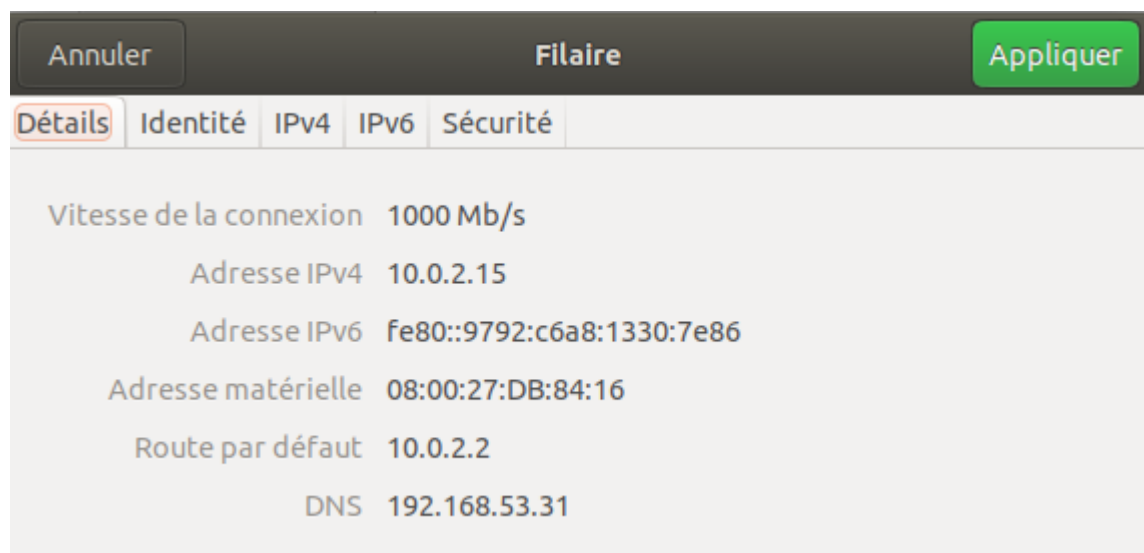 Annuler Filaire Appliquer
Détails Identité IPv4 IPv6 Sécurité
Vitesse de la connexion 1000 Mb/s
Adresse IPv4 10.0.2.15
Adresse IPv6 fe80::9792:c6a8:1330:7e86
Adresse matérielle 08:00:27:DB:84:16
Route par défaut 10.0.2.2
DNS 192.168.53.31